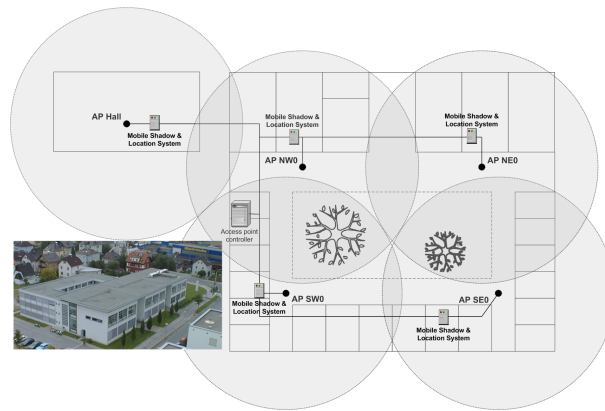 AP Hall
Mobile Shadow &
Location System
Mobile Shadow &
Location System
Mobile Shadow &
Location System
AP NW0
AP NE0
Access point
controller
Mobile Shadow &
Location System
AP SW0
AP SE0
Mobile Shadow &
Location System